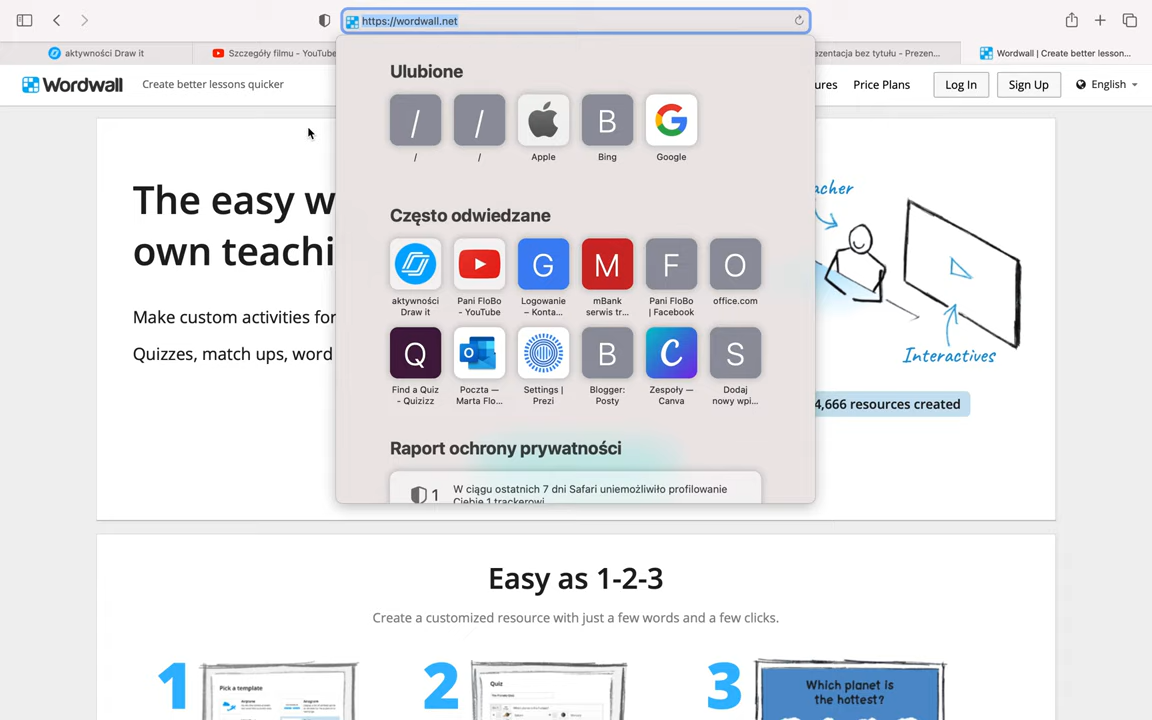 https://wordwall.net
aktywności Draw it
Szczegóły filmu - YouTube
ezentacja bez tytułu - Prezen...
Wordwall | Create better lesson...
Wordwall
Create better lessons quicker
ures
Price Plans
Log In
Sign Up
English
Ulubione
/
/
B
/
/
Apple
Bing
Google
The easy w
own teachi
Make custom activities for
Quizzes, match ups, word
acher
Interactives
4,666 resources created
Często odwiedzane
G
M
F
O
aktywności
Draw it
Pani FloBo
- YouTube
Logowanie
– Konta...
mBank
serwis tr...
Pani FloBo
| Facebook
office.com
Q
B
C
S
Find a Quiz
- Quizizz
Poczta —
Marta Flo...
Settings |
Prezi
Blogger:
Posty
Zespoły —
Canva
Dodaj
nowy wpi...
Raport ochrony prywatności
1
W ciągu ostatnich 7 dni Safari uniemożliwiło profilowanie
Ciebie 1 trackerowi
Easy as 1-2-3
Create a customized resource with just a few words and a few clicks.
1
Pick a template
2
Quiz
3
Which planet is
the hottest?